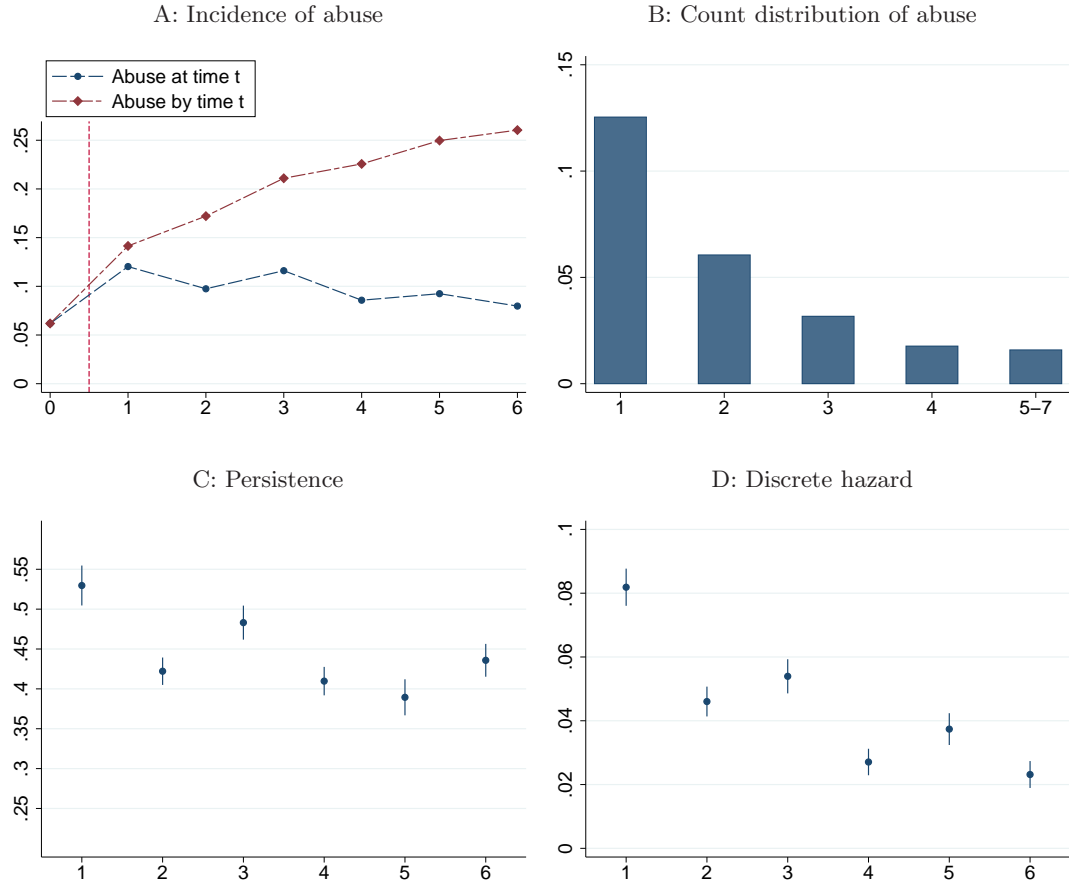 A: Incidence of abuse
Abuse at time t
Abuse by time t
.25
.2
.15
.1
.05
0
0 1 2 3 4 5 6
B: Count distribution of abuse
.15
.1
.05
0
1 2 3 4 5−7
C: Persistence
.55
.5
.45
.4
.35
.3
.25
1 2 3 4 5 6
D: Discrete hazard
.1
.08
.06
.04
.02
0
1 2 3 4 5 6